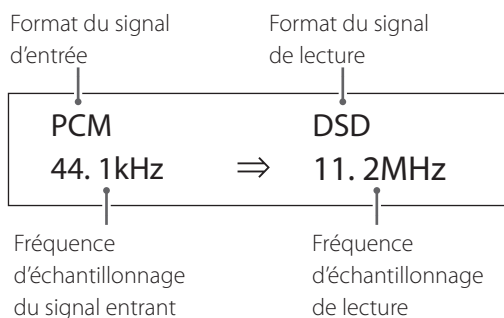 Format du signal
d’entrée
Format du signal
de lecture
PCM
DSD
44. 1kHz ⇒ 11. 2MHz
Fréquence
d’échantillonnage
du signal entrant
Fréquence
d’échantillonnage
de lecture